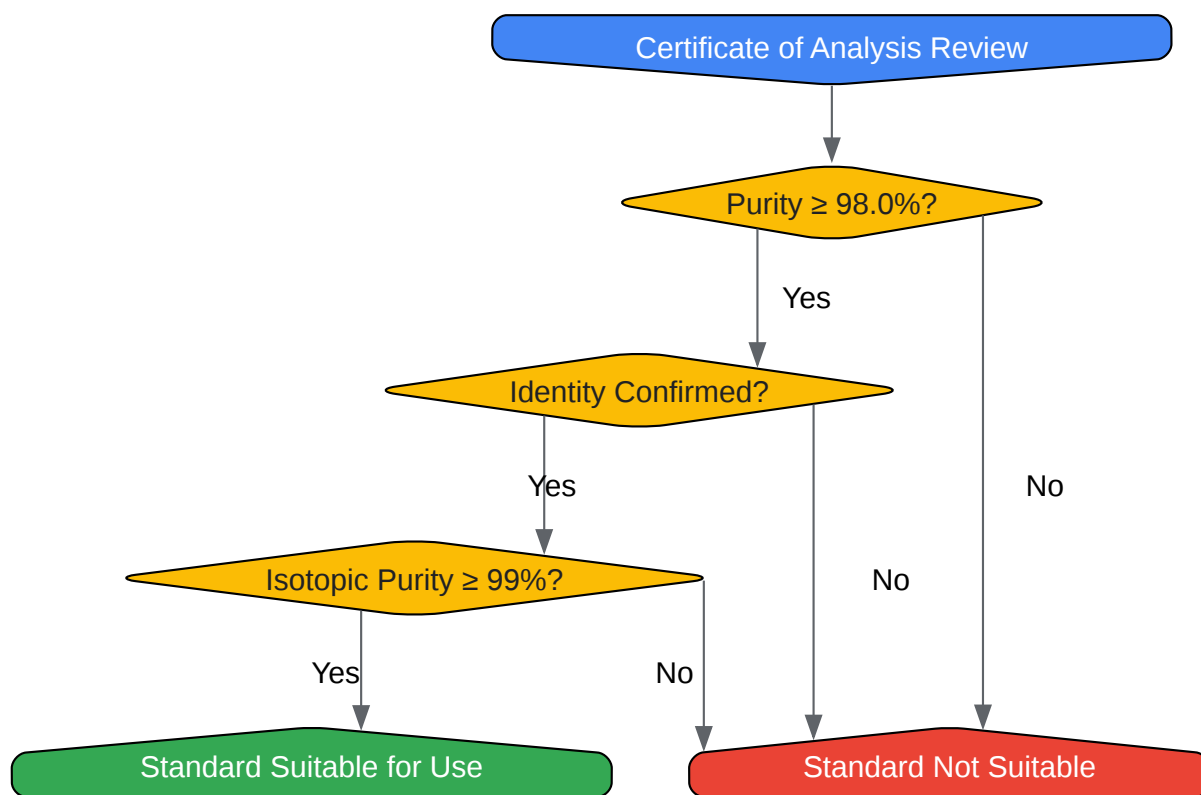 Certificate of Analysis Review
Purity ≥ 98.0%?
Yes
Identity Confirmed?
Yes
No
Isotopic Purity ≥ 99%?
No
Yes
No
Standard Suitable for Use
Standard Not Suitable